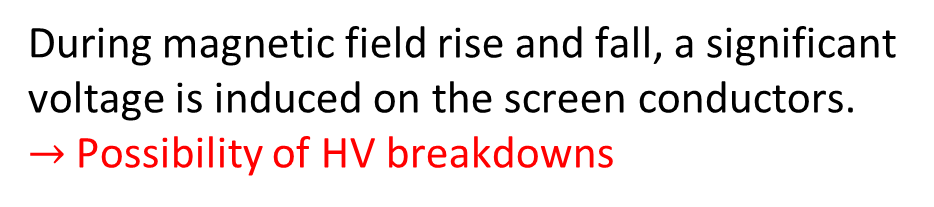 During magnetic field rise and fall, a significant
voltage is induced on the screen conductors.
→ Possibility of HV breakdowns